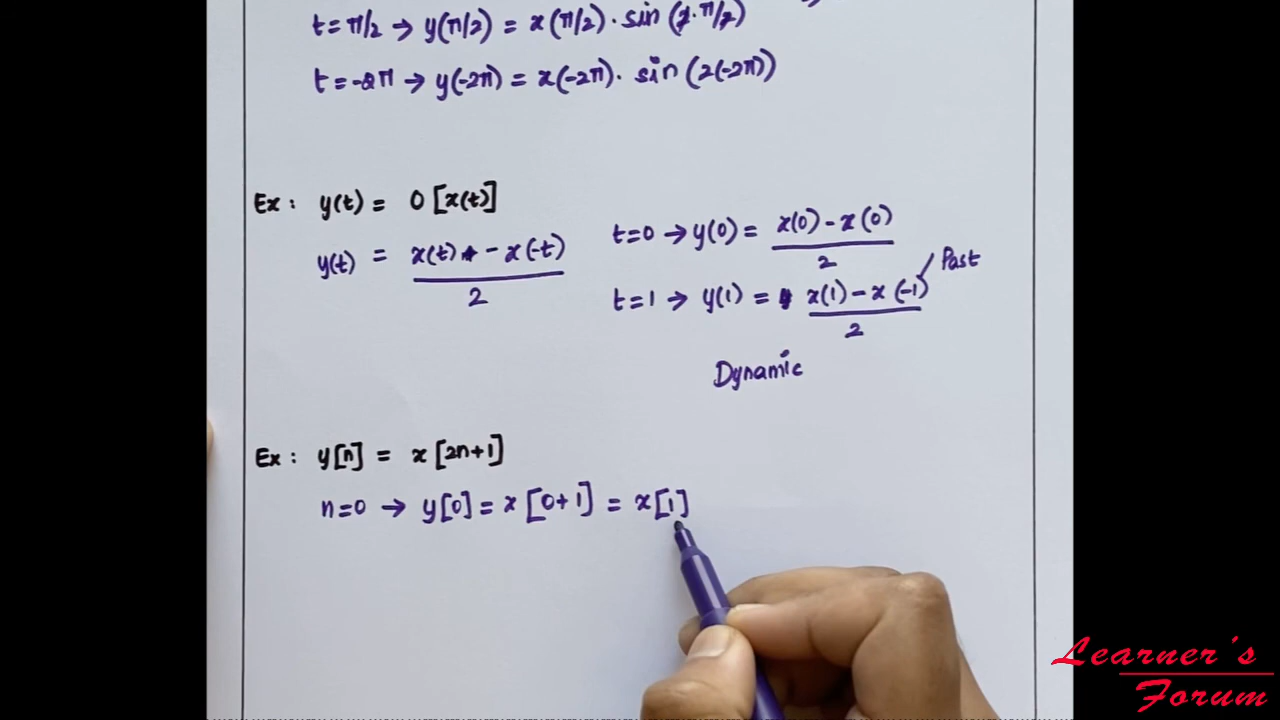 t = π/2 → y(π/2) = x(π/2) · sin (2·π/2)
t = -2π → y(-2π) = x(-2π) · sin (2(-2π))
Ex : y(t) = O [x(t)]
y(t) = x(t) - x(-t) / 2
t=0 → y(0) = x(0) - x(0) / 2
t=1 → y(1) = x(1) - x(-1) / 2
Past
Dynamic
Ex : y[n] = x [2n+1]
n=0 → y[0] = x [0+1] = x[1]
Learner's
Forum